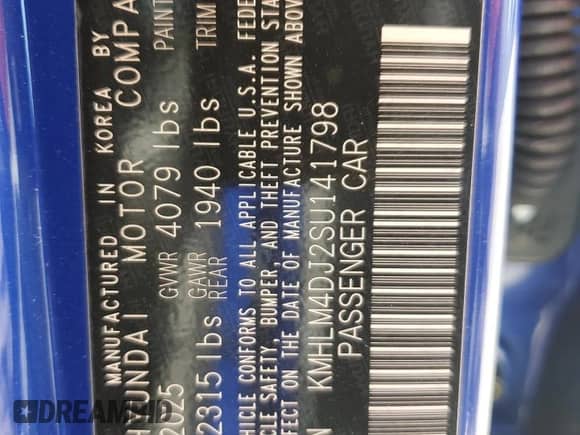 MANUFACTURED IN KOREA BY
HYUNDAI MOTOR COMPA
2025 GVWR 4079 lbs PAINT
2315 lbs GAWR REAR 1940 lbs TRIM
HICLE CONFORMS TO ALL APPLICABLE U.S.A. FEDE
VEHICLE SAFETY, BUMPER, AND THEFT PREVENTION STA
EFFECT ON THE DATE OF MANUFACTURE SHOWN ABOV
KMHLM4DJ2SU141798
PASSENGER CAR
DREAMBID